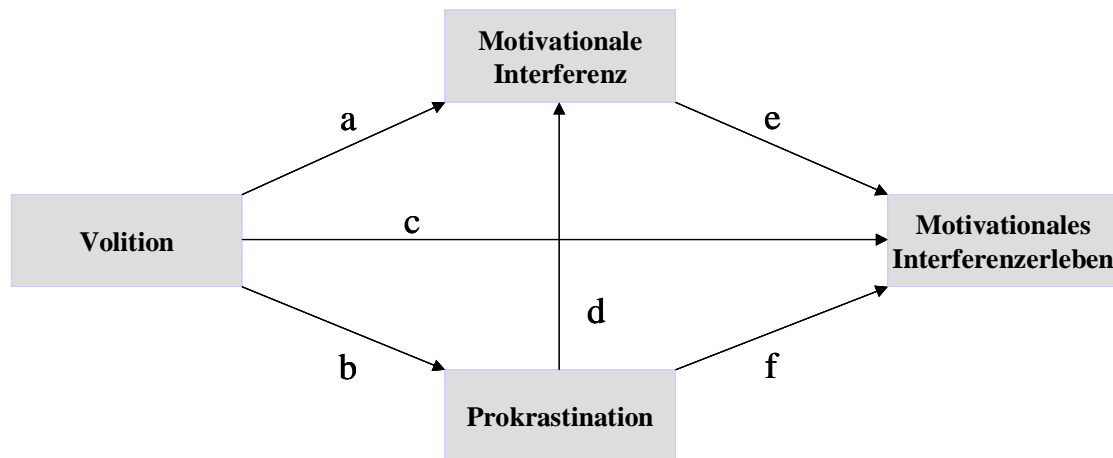 Motivationale
Interferenz
a
e
Volition
c
Motivationales
Interferenzerleben
d
b
f
Prokrastination